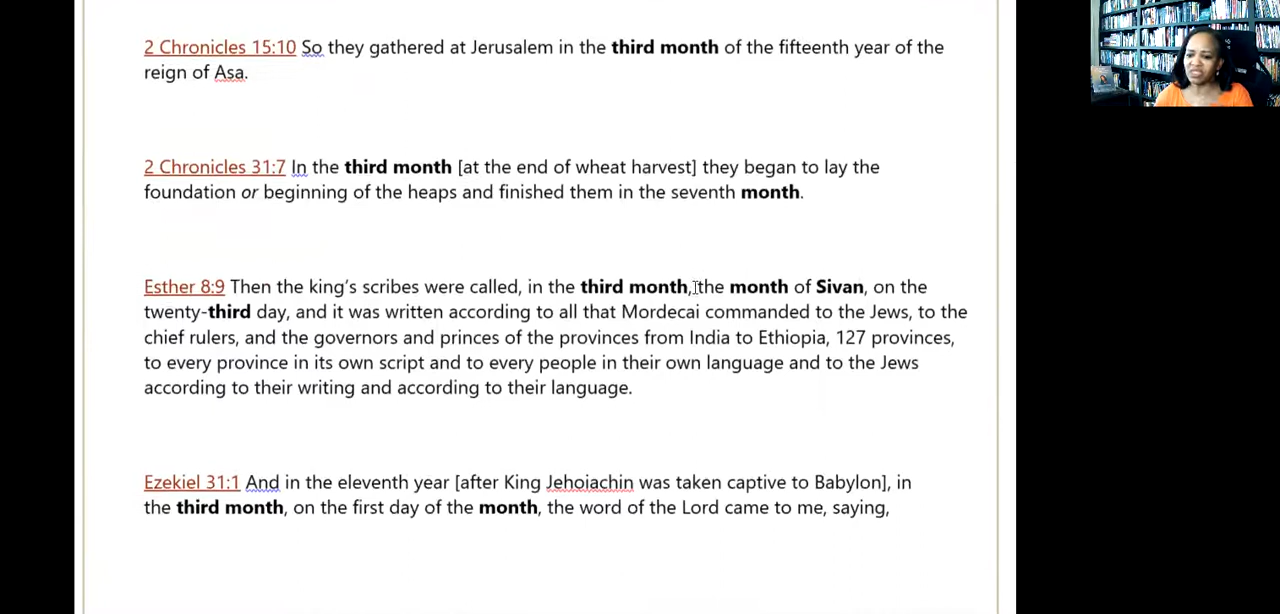 2 Chronicles 15:10 So they gathered at Jerusalem in the third month of the fifteenth year of the
reign of Asa.
2 Chronicles 31:7 In the third month [at the end of wheat harvest] they began to lay the
foundation or beginning of the heaps and finished them in the seventh month.
Esther 8:9 Then the king's scribes were called, in the third month, the month of Sivan, on the
twenty-third day, and it was written according to all that Mordecai commanded to the Jews, to the
chief rulers, and the governors and princes of the provinces from India to Ethiopia, 127 provinces,
to every province in its own script and to every people in their own language and to the Jews
according to their writing and according to their language.
Ezekiel 31:1 And in the eleventh year [after King Jehoiachin was taken captive to Babylon], in
the third month, on the first day of the month, the word of the Lord came to me, saying,